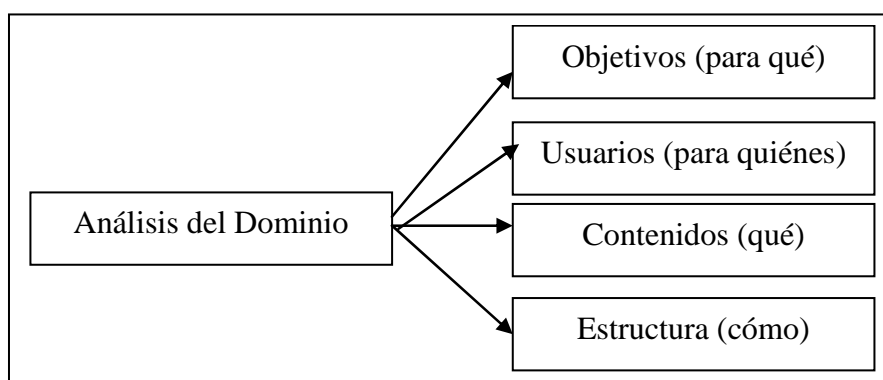 Objetivos (para qué)
Usuarios (para quiénes)
Análisis del Dominio
Contenidos (qué)
Estructura (cómo)